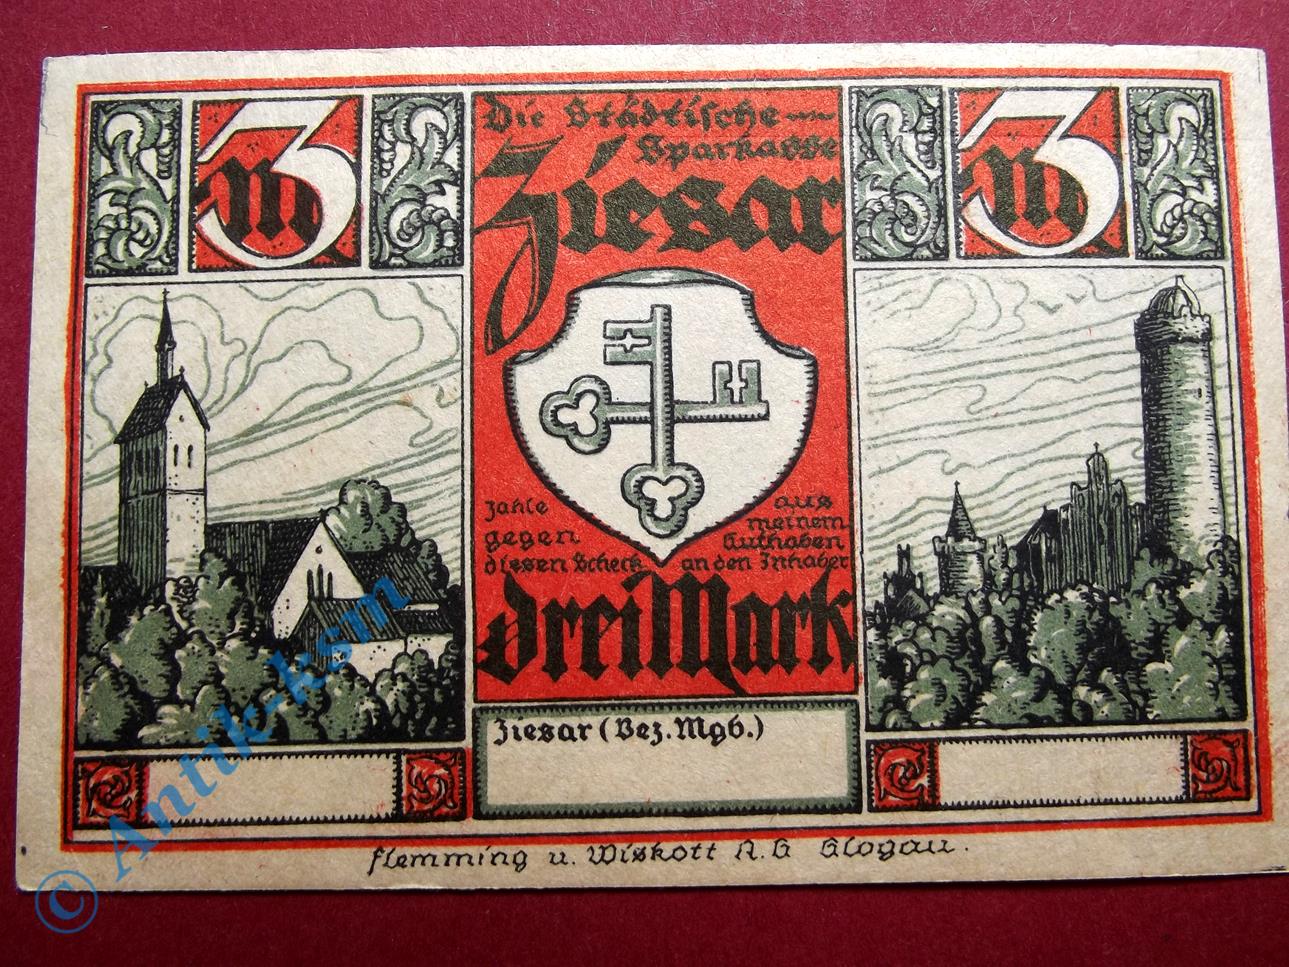 3 M
Die Städtische
Sparkasse
Ziesar
3 M
zahle
gegen
diesen Scheck
aus
meinem
Guthaben
an den Inhaber
drei Mark
Ziesar (Bez. Mgb.)
Flemming u. Wiskott A.G Glogau.
© Antik-ksm